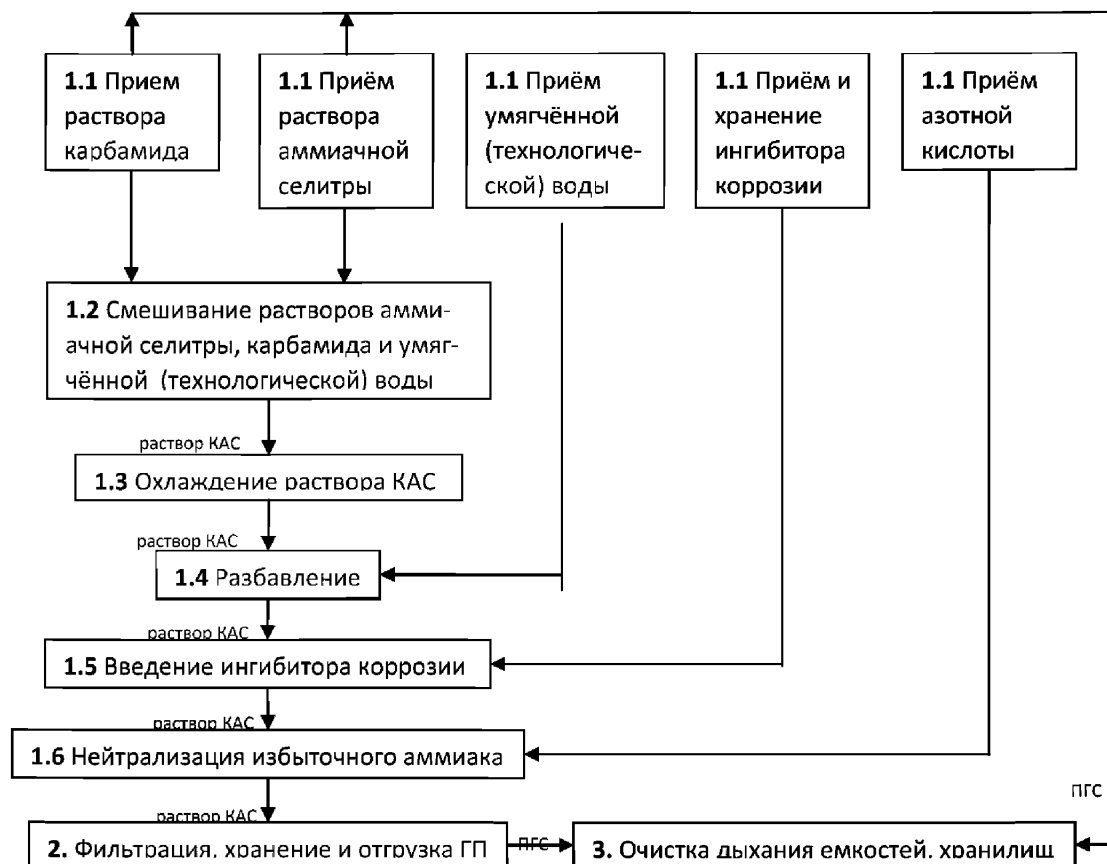 1.1 Прием
раствора
карбамида
1.1 Приём
раствора
аммиачной
селитры
1.1 Приём
умягчённой
(технологиче-
ской) воды
1.1 Приём и
хранение
ингибитора
коррозии
1.1 Приём
азотной
кислоты
1.2 Смешивание растворов амми-
ачной селитры, карбамида и умяг-
чённой (технологической) воды
раствор КАС
1.3 Охлаждение раствора КАС
раствор КАС
1.4 Разбавление
раствор КАС
1.5 Введение ингибитора коррозии
раствор КАС
1.6 Нейтрализация избыточного аммиака
раствор КАС
ПГС
2. Фильтрация, хранение и отгрузка ГП
ПГС
3. Очистка дыхания емкостей, хранилищ